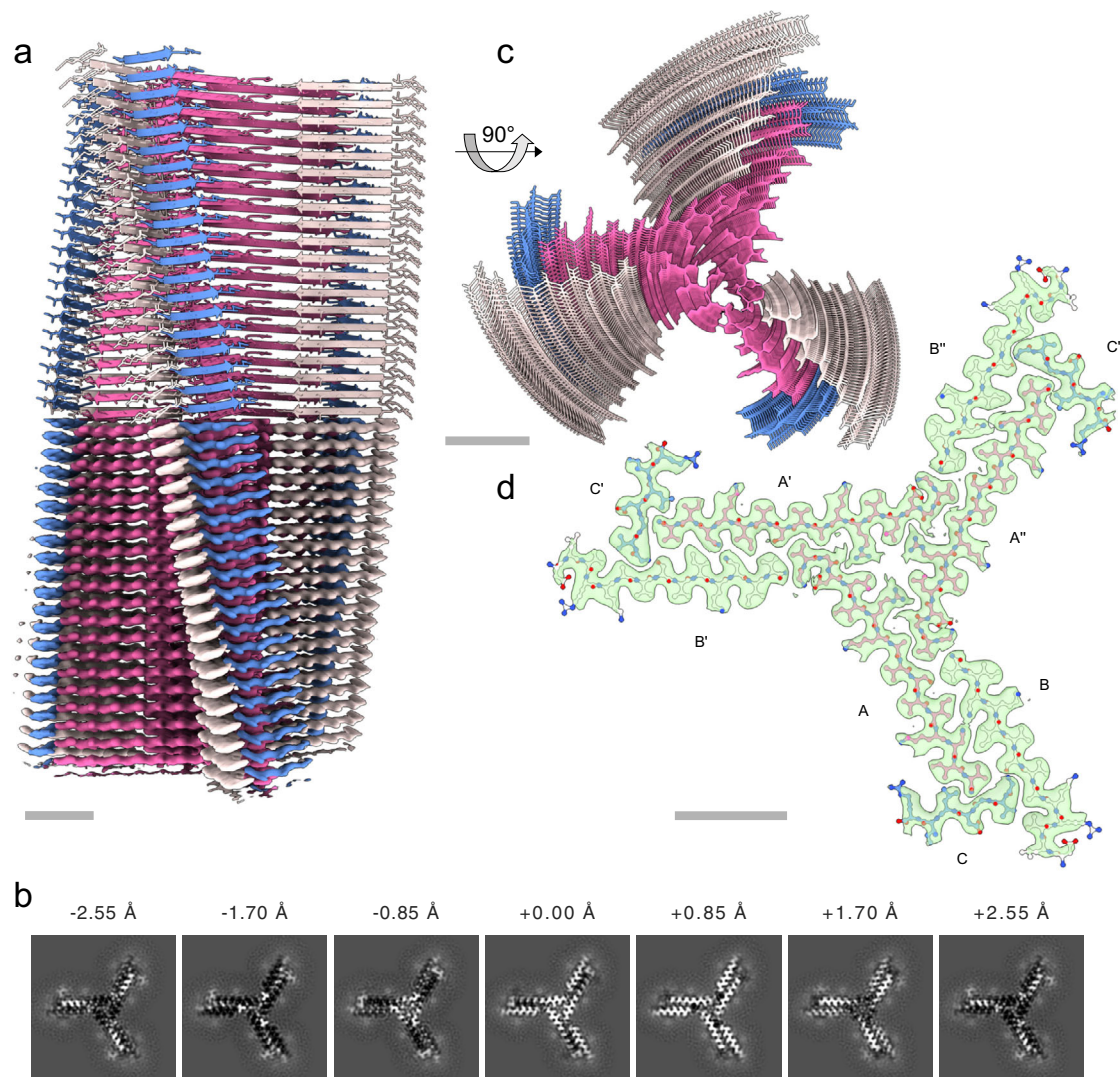 a
c
90°
B"
C"
d
C'
A'
A"
B'
B
A
C
b
-2.55 Å
-1.70 Å
-0.85 Å
+0.00 Å
+0.85 Å
+1.70 Å
+2.55 Å